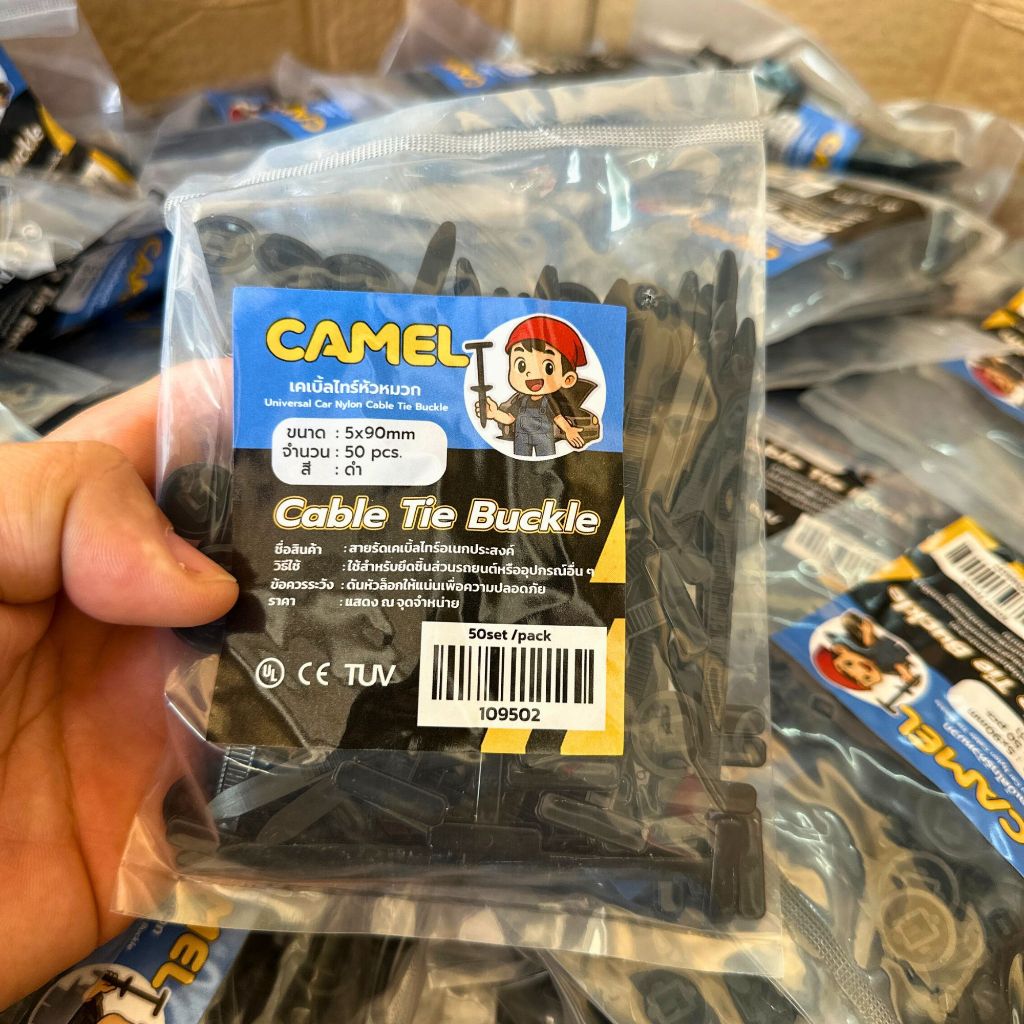 CAMEL
เคเบิ้ลไทร์หัวหมวก
Universal Car Nylon Cable Tie Buckle
ขนาด : 5x90mm
จำนวน : 50 pcs.
สี : ดำ
Cable Tie Buckle
ชื่อสินค้า : สายรัดเคเบิ้ลไทร์อเนกประสงค์
วิธีใช้ : ใช้สำหรับยึดชิ้นส่วนรถยนต์หรืออุปกรณ์อื่น ๆ
ข้อควรระวัง : ดันหัวล็อกให้แน่นเพื่อความปลอดภัย
ราคา : แสดง ณ จุดจำหน่าย
UL CE TUV
50set /pack
109502
CAMEL
CAMEL